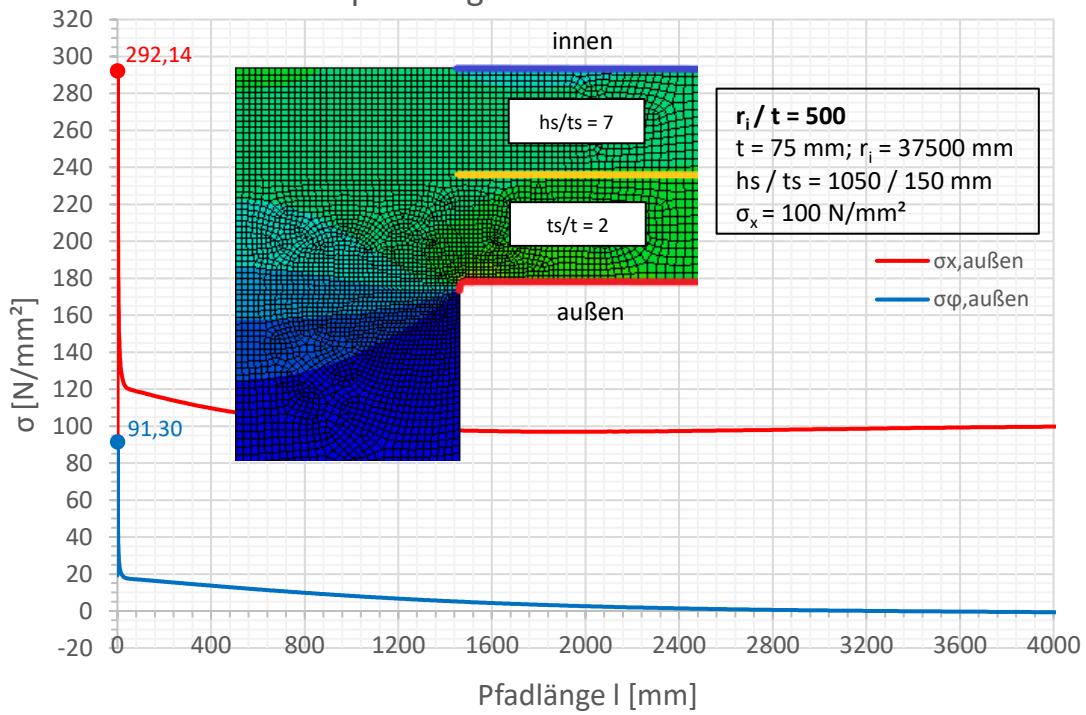 320
300
280
260
240
220
200
180
160
140
120
100
80
60
40
20
0
-20
σ [N/mm²]
292,14
91,30
innen
hs/ts = 7
ts/t = 2
außen
rᵢ / t = 500
t = 75 mm; rᵢ = 37500 mm
hs / ts = 1050 / 150 mm
σₓ = 100 N/mm²
σx,außen
σφ,außen
0 400 800 1200 1600 2000 2400 2800 3200 3600 4000
Pfadlänge l [mm]